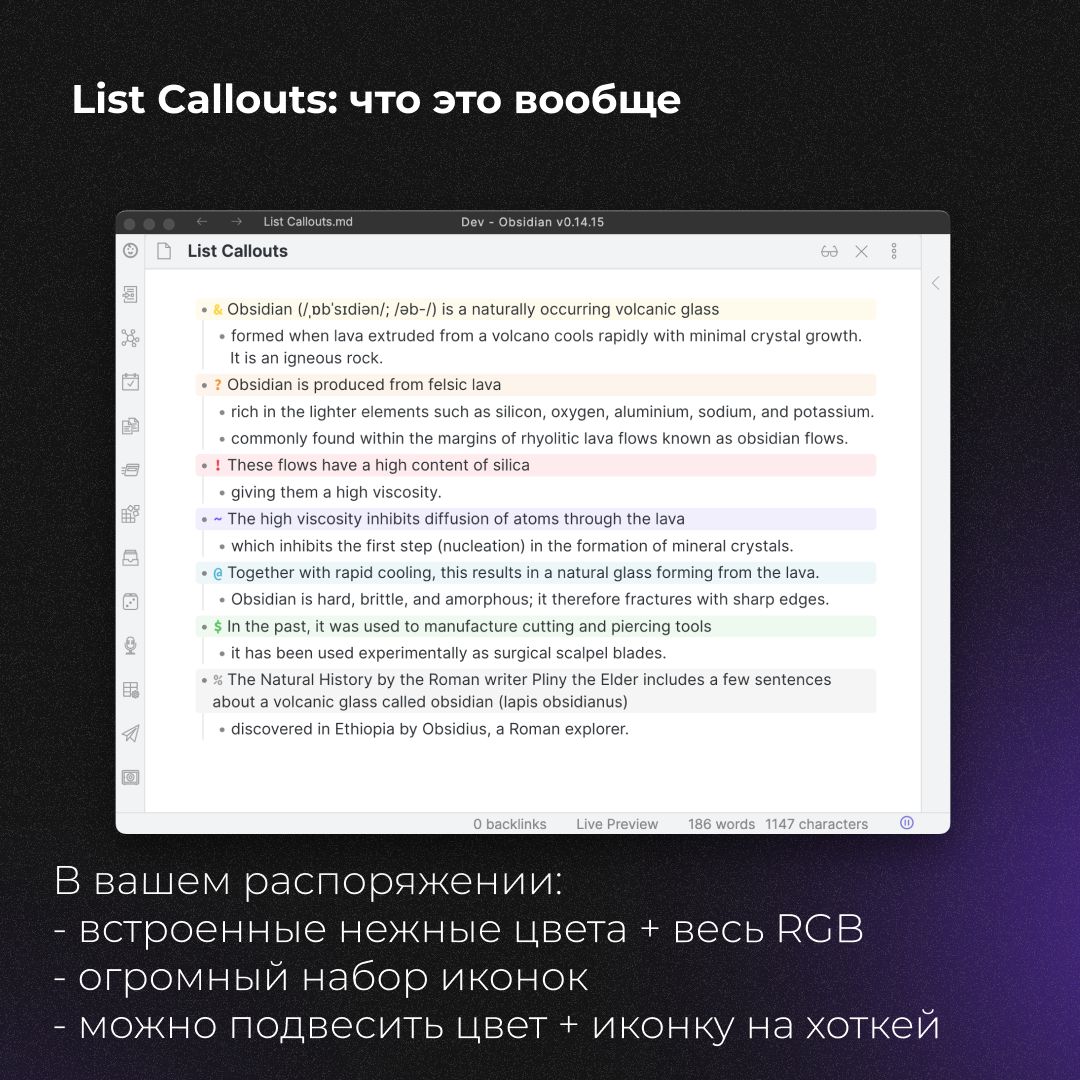 List Callouts: что это вообще
List Callouts.md
Dev - Obsidian v0.14.15
List Callouts
& Obsidian (/ˌɒbˈsɪdiən/; /əb-/) is a naturally occurring volcanic glass
formed when lava extruded from a volcano cools rapidly with minimal crystal growth.
It is an igneous rock.
? Obsidian is produced from felsic lava
rich in the lighter elements such as silicon, oxygen, aluminium, sodium, and potassium.
commonly found within the margins of rhyolitic lava flows known as obsidian flows.
! These flows have a high content of silica
giving them a high viscosity.
~ The high viscosity inhibits diffusion of atoms through the lava
which inhibits the first step (nucleation) in the formation of mineral crystals.
@ Together with rapid cooling, this results in a natural glass forming from the lava.
Obsidian is hard, brittle, and amorphous; it therefore fractures with sharp edges.
$ In the past, it was used to manufacture cutting and piercing tools
it has been used experimentally as surgical scalpel blades.
% The Natural History by the Roman writer Pliny the Elder includes a few sentences
about a volcanic glass called obsidian (lapis obsidianus)
discovered in Ethiopia by Obsidius, a Roman explorer.
0 backlinks Live Preview 186 words 1147 characters
В вашем распоряжении:
- встроенные нежные цвета + весь RGB
- огромный набор иконок
- можно подвесить цвет + иконку на хоткей